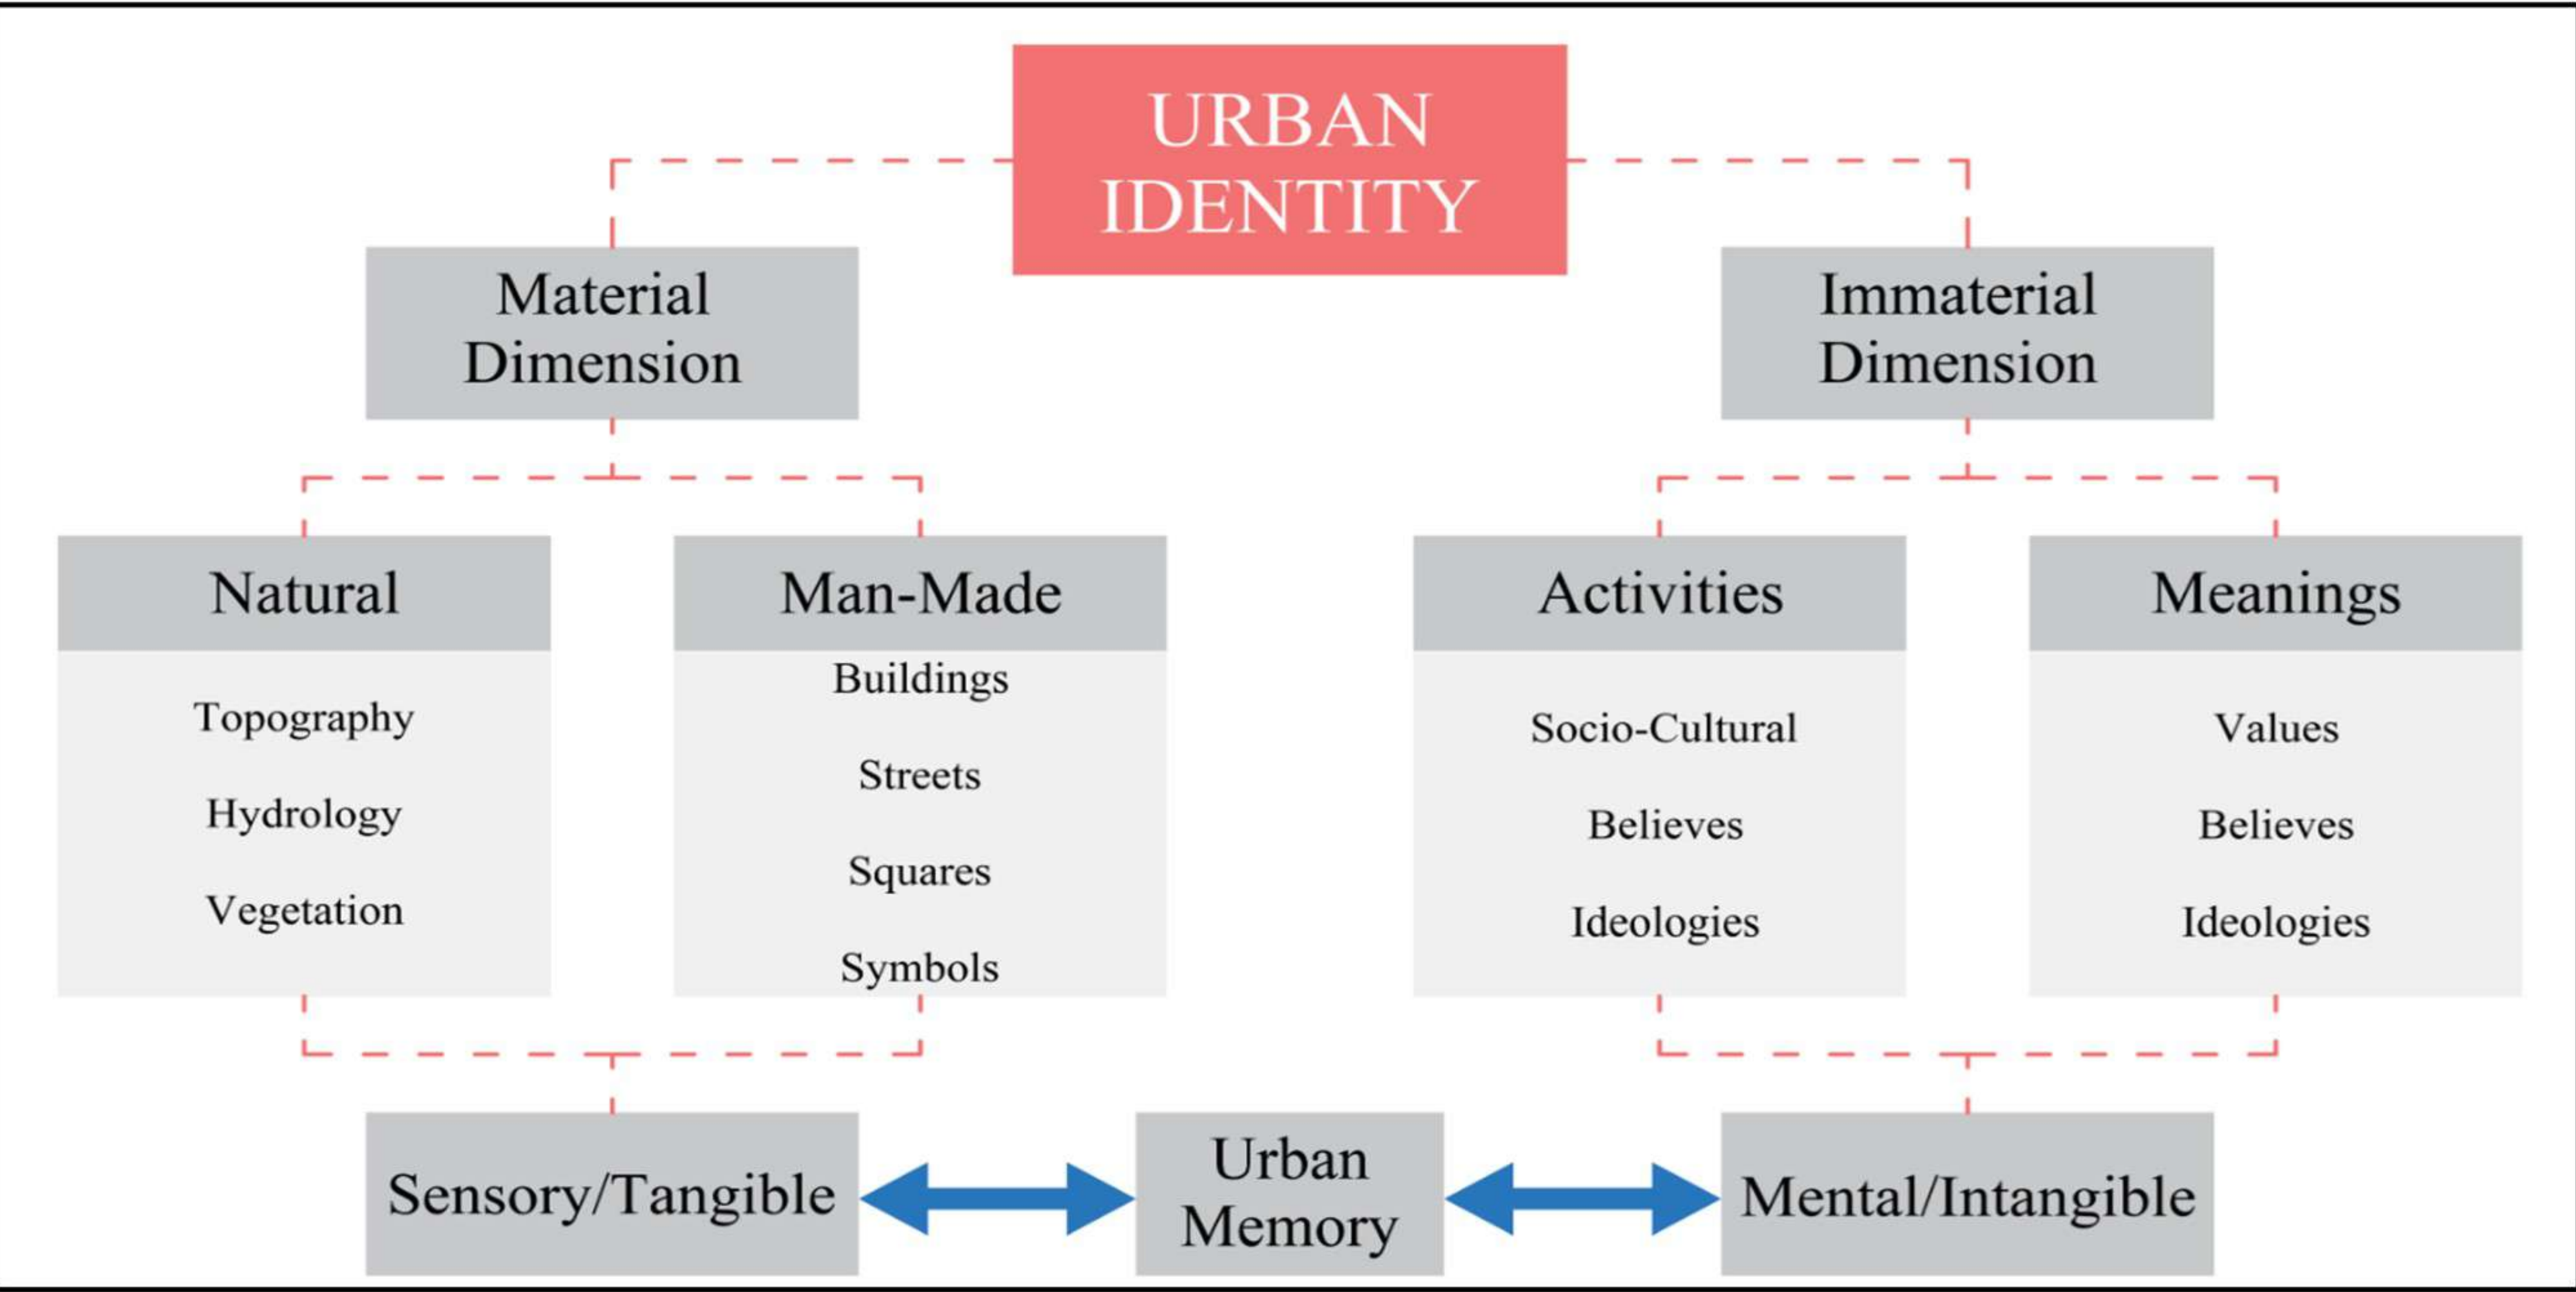 URBAN
IDENTITY
Material
Dimension
Immaterial
Dimension
Natural
Topography
Hydrology
Vegetation
Man-Made
Buildings
Streets
Squares
Symbols
Activities
Socio-Cultural
Believes
Ideologies
Meanings
Values
Believes
Ideologies
Sensory/Tangible
Urban
Memory
Mental/Intangible